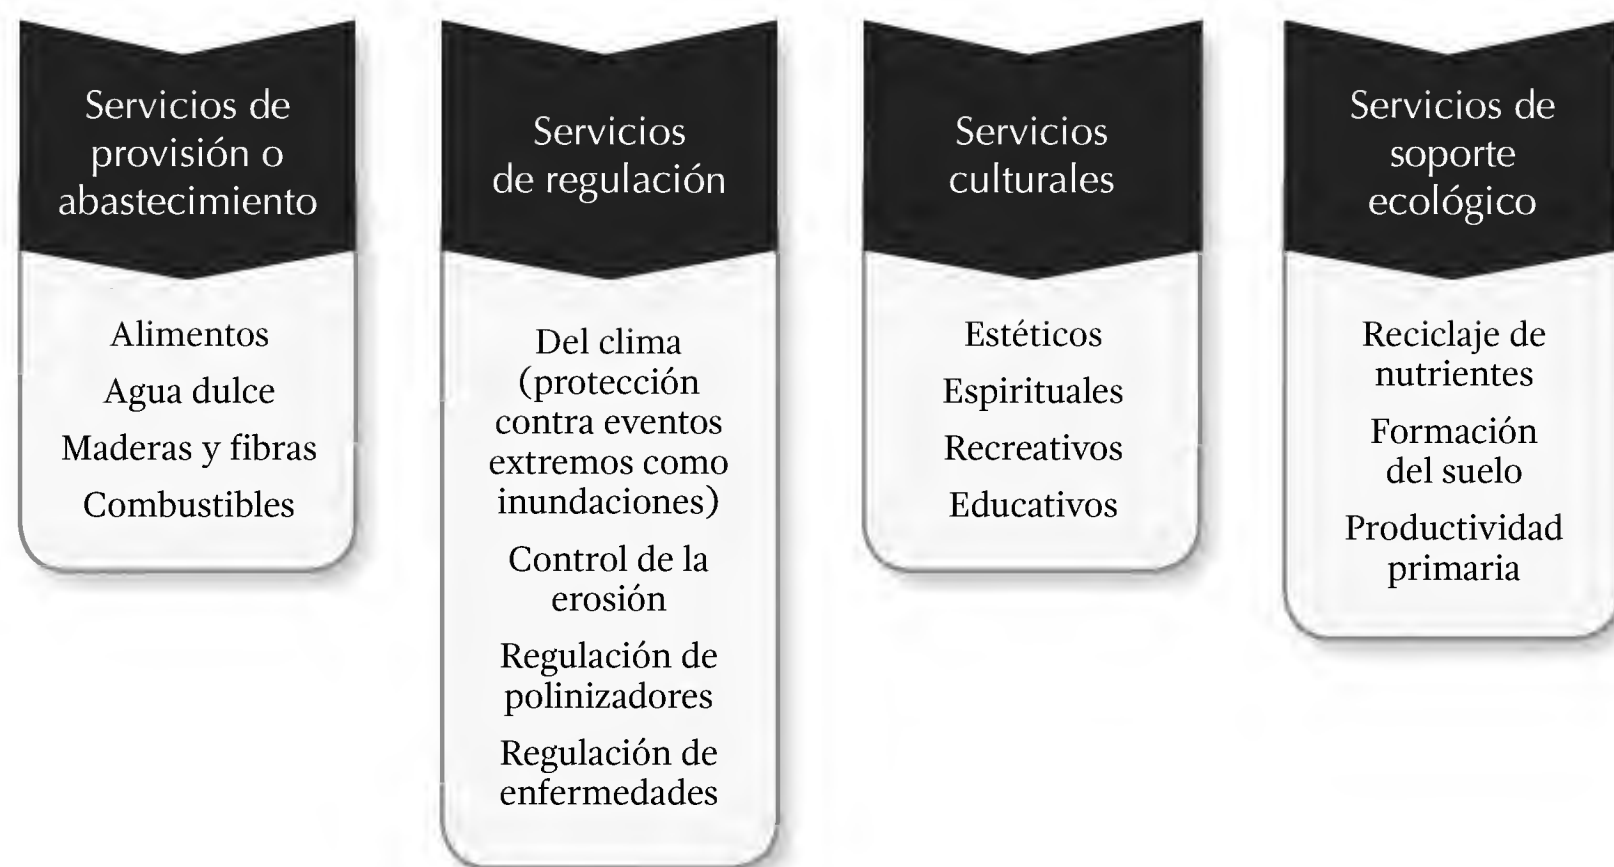 Servicios de
provisión o
abastecimiento
Alimentos
Agua dulce
Maderas y fibras
Combustibles
Servicios
de regulación
Del clima
(protección
contra eventos
extremos como
inundaciones)
Control de la
erosión
Regulación de
polinizadores
Regulación de
enfermedades
Servicios
culturales
Estéticos
Espirituales
Recreativos
Educativos
Servicios de
soporte
ecológico
Reciclaje de
nutrientes
Formación
del suelo
Productividad
primaria